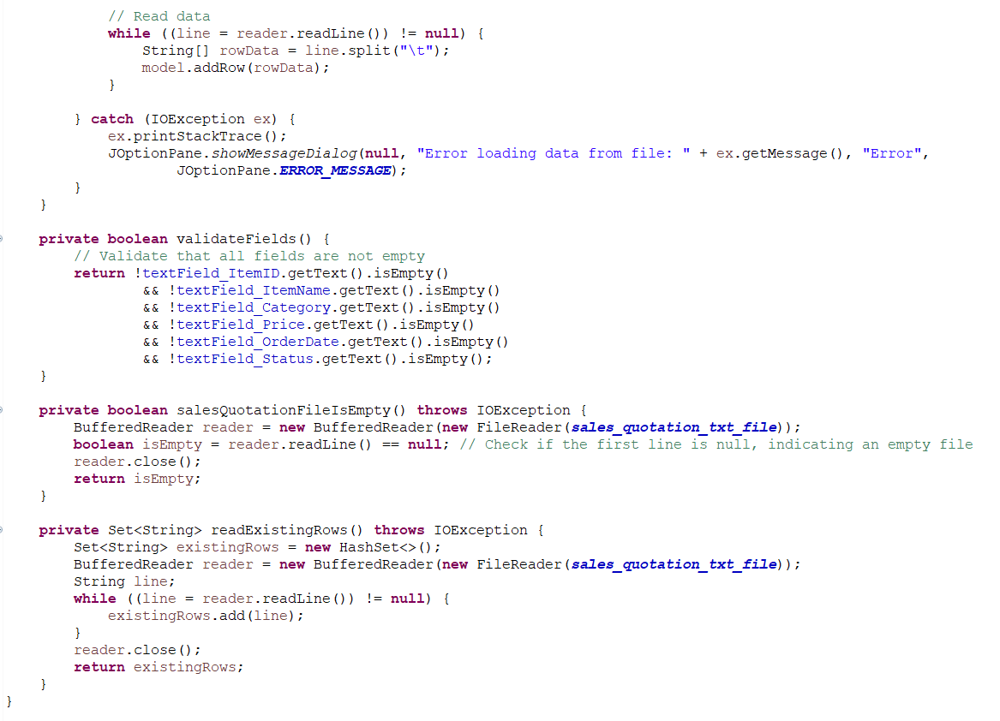 // Read data
while ((line = reader.readLine()) != null) {
String[] rowData = line.split("\t");
model.addRow(rowData);
}
} catch (IOException ex) {
ex.printStackTrace();
JOptionPane.showMessageDialog(null, "Error loading data from file: " + ex.getMessage(), "Error",
JOptionPane.ERROR_MESSAGE);
}
}
private boolean validateFields() {
// Validate that all fields are not empty
return !textField_ItemID.getText().isEmpty()
&& !textField_ItemName.getText().isEmpty()
&& !textField_Category.getText().isEmpty()
&& !textField_Price.getText().isEmpty()
&& !textField_OrderDate.getText().isEmpty()
&& !textField_Status.getText().isEmpty();
}
private boolean salesQuotationFileIsEmpty() throws IOException {
BufferedReader reader = new BufferedReader(new FileReader(sales_quotation_txt_file));
boolean isEmpty = reader.readLine() == null; // Check if the first line is null, indicating an empty file
reader.close();
return isEmpty;
}
private Set<String> readExistingRows() throws IOException {
Set<String> existingRows = new HashSet<>();
BufferedReader reader = new BufferedReader(new FileReader(sales_quotation_txt_file));
String line;
while ((line = reader.readLine()) != null) {
existingRows.add(line);
}
reader.close();
return existingRows;
}
}